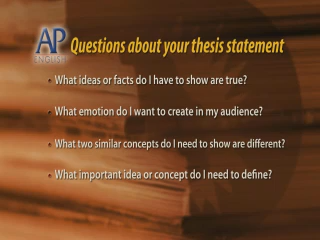 AP Questions about your thesis statement
ENGLISH
• What ideas or facts do I have to show are true?
• What emotion do I want to create in my audience?
• What two similar concepts do I need to show are different?
• What important idea or concept do I need to define?